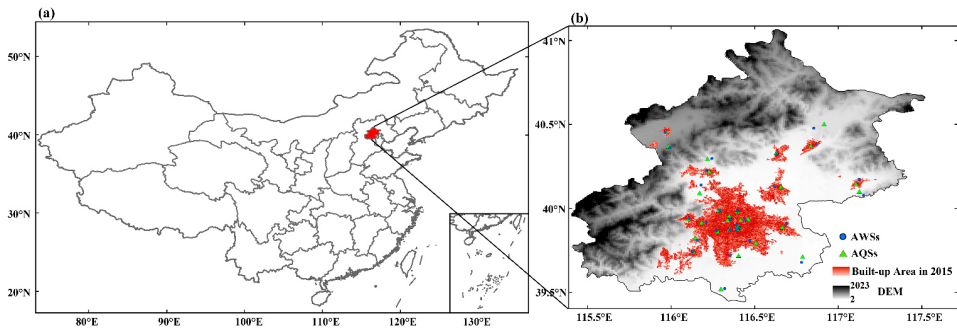 (a)
50°N
40°N
30°N
20°N
80°E
90°E
100°E
110°E
120°E
130°E
(b)
41°N
40.5°N
40°N
39.5°N
115.5°E
116°E
116.5°E
117°E
117.5°E
AWSs
AQSs
Built-up Area in 2015
2023
2
DEM